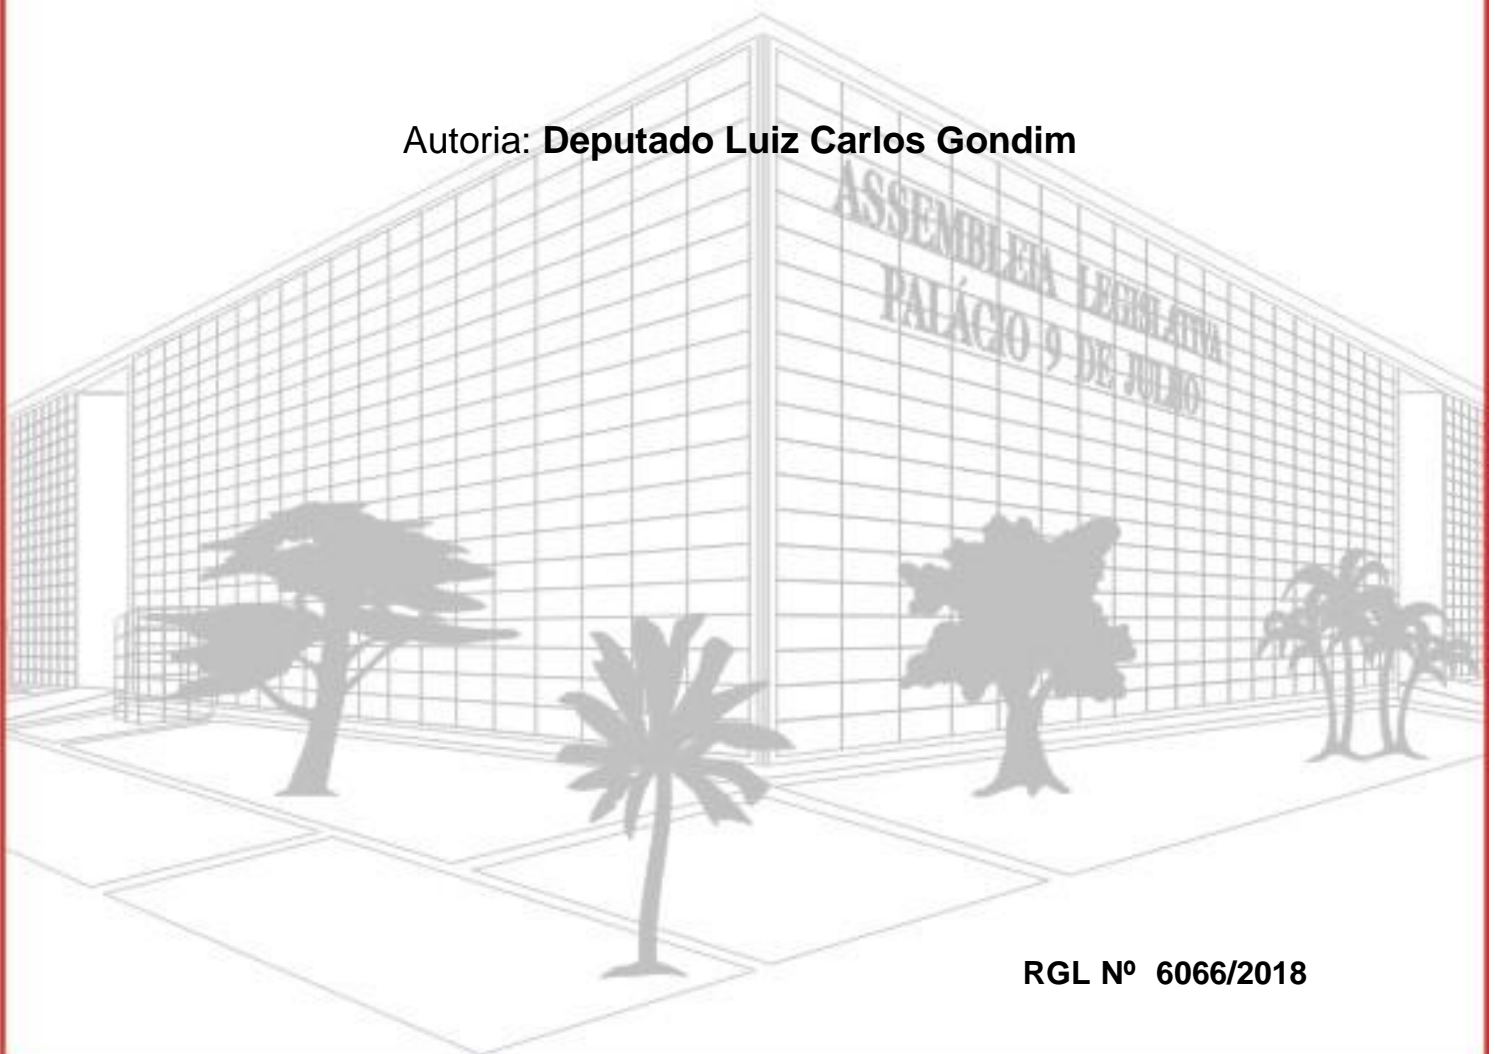 Autoria: Deputado Luiz Carlos Gondim
ASSEMBLEIA LEGISLATIVA
PALÁCIO 9 DE JULHO
RGL Nº 6066/2018